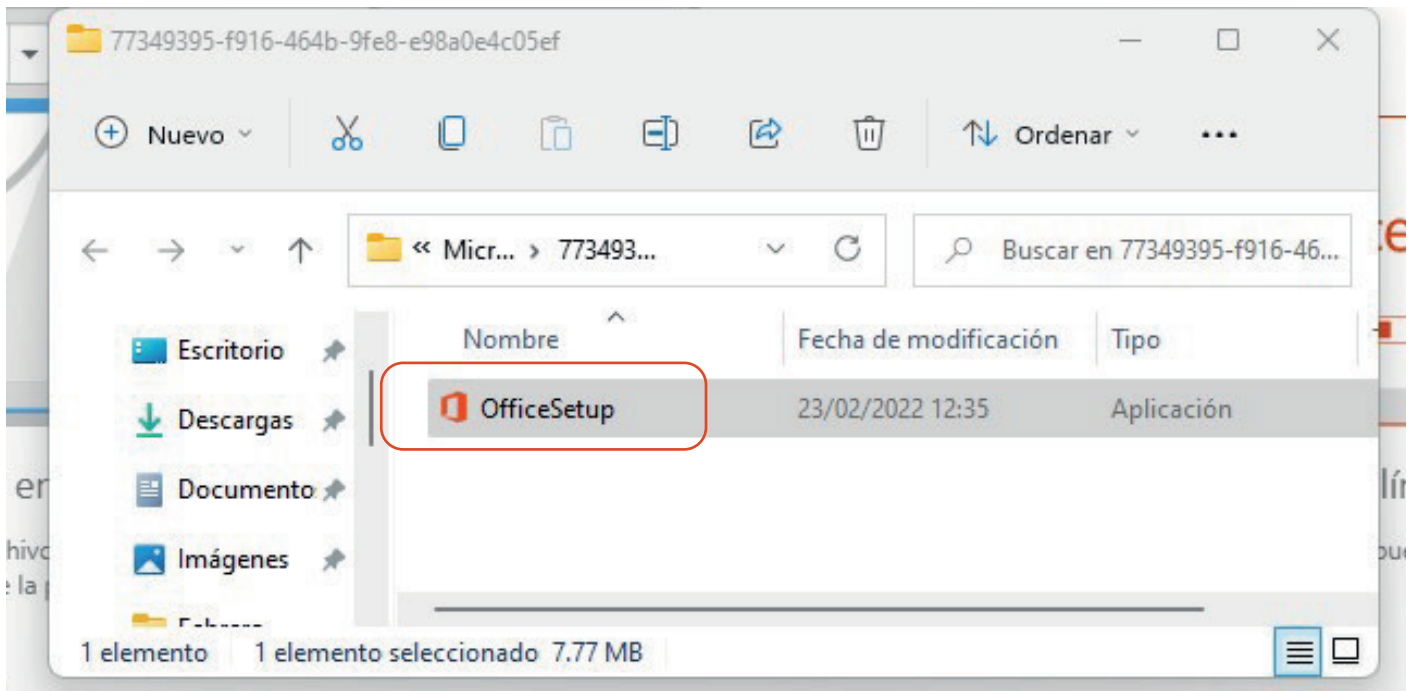 77349395-f916-464b-9fe8-e98a0e4c05ef
Nuevo
Ordenar
« Micr... › 773493...
Buscar en 77349395-f916-46...
Nombre
Fecha de modificación
Tipo
Escritorio
OfficeSetup
23/02/2022 12:35
Aplicación
Descargas
Documento
Imágenes
1 elemento
1 elemento seleccionado 7.77 MB